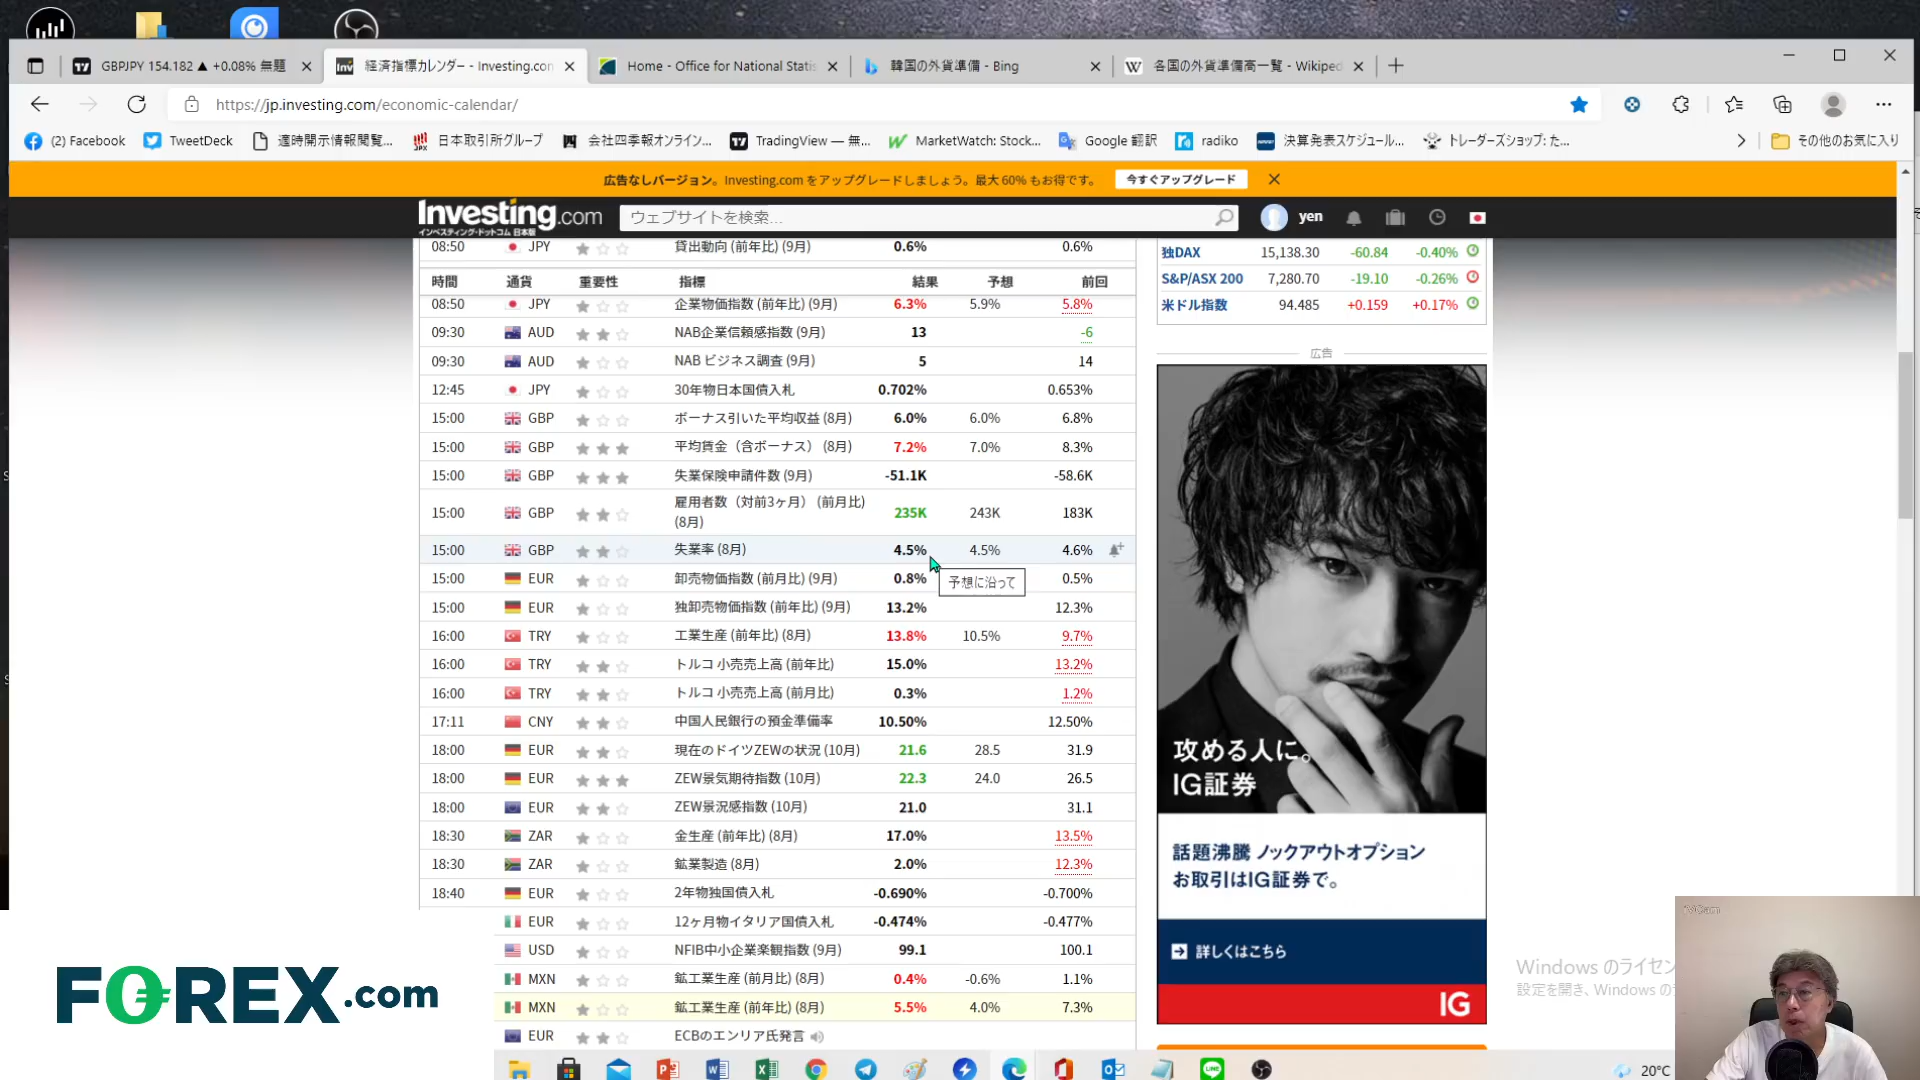 GBPJPY 154.182 ▲ +0.08% 無題
経済指標カレンダー - Investing.con
Home - Office for National Statis
韓国の外貨準備 - Bing
各国の外貨準備高一覧 - Wikiped
https://jp.investing.com/economic-calendar/
(2) Facebook
TweetDeck
適時開示情報閲覧...
日本取引所グループ
会社四季報オンライン...
TradingView — 無...
MarketWatch: Stock...
Google 翻訳
radiko
決算発表スケジュール...
トレーダーズショップ: た...
その他のお気に入り
広告なしバージョン。Investing.com をアップグレードしましょう。最大 60% もお得です。
今すぐアップグレード
Investing.com
インベスティング・ドットコム 日本版
ウェブサイトを検索...
yen
08:50 JPY 貸出動向 (前年比) (9月) 0.6% 0.6%
時間 通貨 重要性 指標 結果 予想 前回
08:50 JPY 企業物価指数 (前年比) (9月) 6.3% 5.9% 5.8%
09:30 AUD NAB企業信頼感指数 (9月) 13 -6
09:30 AUD NAB ビジネス調査 (9月) 5 14
12:45 JPY 30年物日本国債入札 0.702% 0.653%
15:00 GBP ボーナス引いた平均収益 (8月) 6.0% 6.0% 6.8%
15:00 GBP 平均賃金（含ボーナス） (8月) 7.2% 7.0% 8.3%
15:00 GBP 失業保険申請件数 (9月) -51.1K -58.6K
15:00 GBP 雇用者数（対前3ヶ月） (前月比) (8月) 235K 243K 183K
15:00 GBP 失業率 (8月) 4.5% 4.5% 4.6%
予想に沿って
15:00 EUR 卸売物価指数 (前月比) (9月) 0.8% 0.5%
15:00 EUR 独卸売物価指数 (前年比) (9月) 13.2% 12.3%
16:00 TRY 工業生産 (前年比) (8月) 13.8% 10.5% 9.7%
16:00 TRY トルコ 小売売上高 (前年比) 15.0% 13.2%
16:00 TRY トルコ 小売売上高 (前月比) 0.3% 1.2%
17:11 CNY 中国人民銀行の預金準備率 10.50% 12.50%
18:00 EUR 現在のドイツZEWの状況 (10月) 21.6 28.5 31.9
18:00 EUR ZEW景気期待指数 (10月) 22.3 24.0 26.5
18:00 EUR ZEW景況感指数 (10月) 21.0 31.1
18:30 ZAR 金生産 (前年比) (8月) 17.0% 13.5%
18:30 ZAR 鉱業製造 (8月) 2.0% 12.3%
18:40 EUR 2年物独国債入札 -0.690% -0.700%
EUR 12ヶ月物イタリア国債入札 -0.474% -0.477%
USD NFIB中小企業楽観指数 (9月) 99.1 100.1
MXN 鉱工業生産 (前月比) (8月) 0.4% -0.6% 1.1%
MXN 鉱工業生産 (前年比) (8月) 5.5% 4.0% 7.3%
EUR ECBのエンリア氏発言
独DAX 15,138.30 -60.84 -0.40%
S&P/ASX 200 7,280.70 -19.10 -0.26%
米ドル指数 94.485 +0.159 +0.17%
広告
攻める人に。
IG証券
話題沸騰 ノックアウトオプション
お取引はIG証券で。
詳しくはこちら
IG
FOREX.com
Windows のライセン
設定を開き、Windows の
20°C